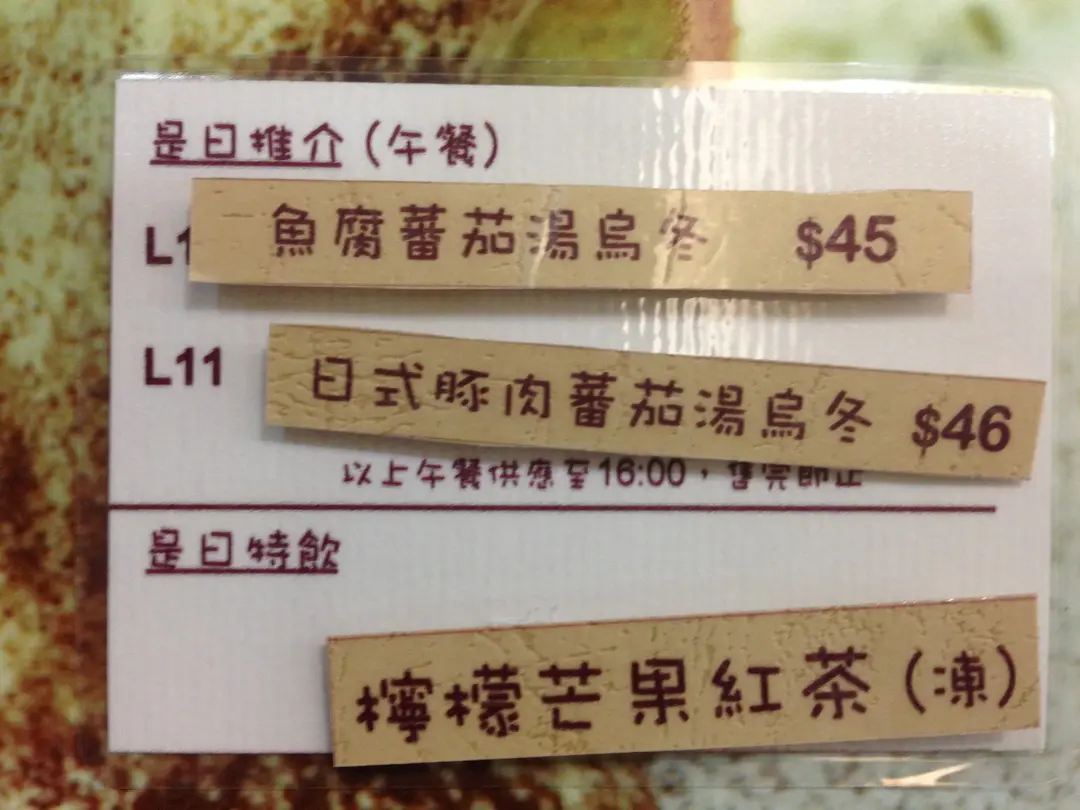 是日推介(午餐)
魚腐蕃茄湯烏冬 $45
L11 日式豚肉蕃茄湯烏冬 $46
以上午餐供應至16:00，售完即止
是日特飲
檸檬芒果紅茶(凍)